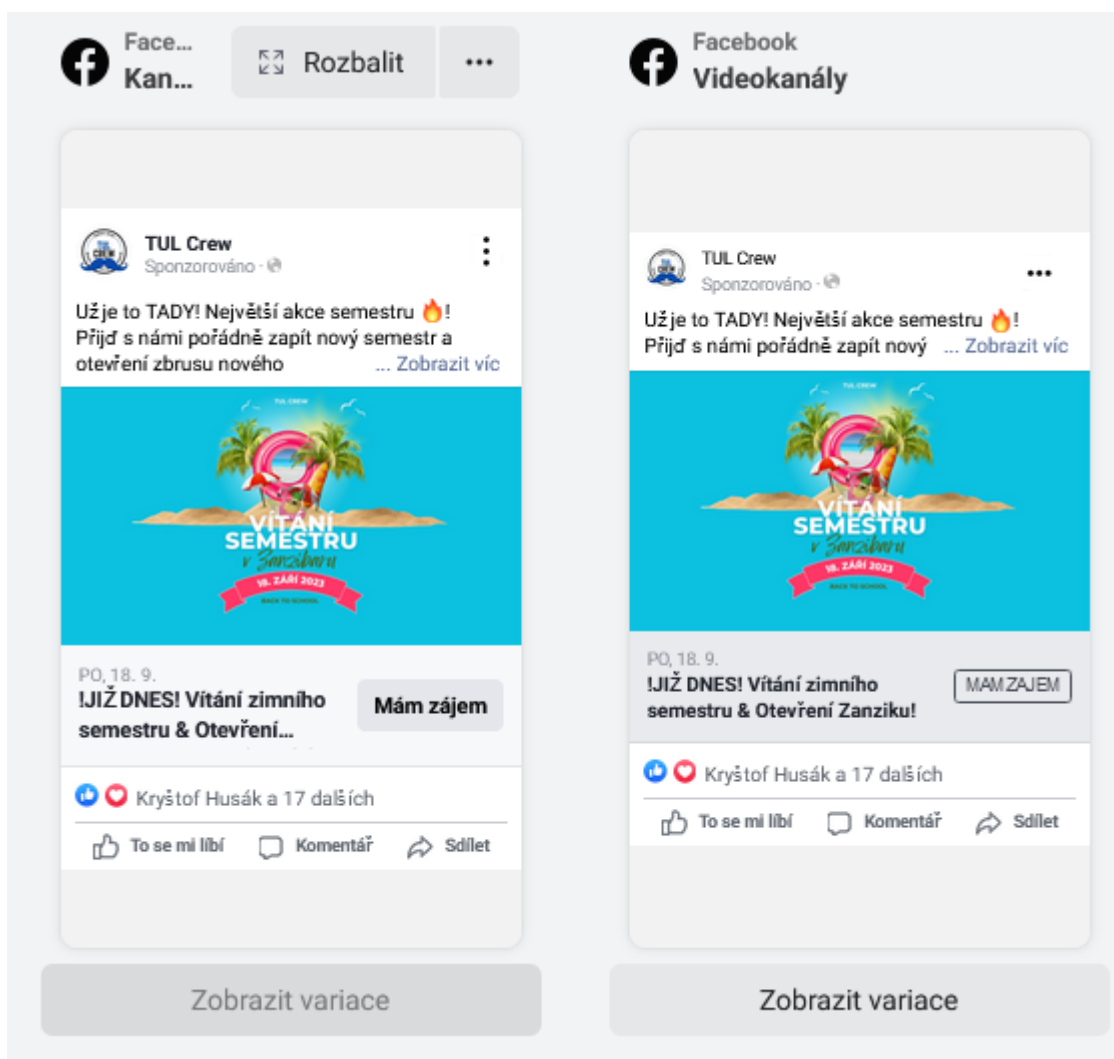 Face...
Kan...
Rozbalit
TUL Crew
Sponzorováno ·
Už je to TADY! Největší akce semestru 🔥!
Přijď s námi pořádně zapít nový semestr a
otevření zbrusu nového ... Zobrazit víc
TUL CREW
VÍTÁNÍ
SEMESTRU
v Zanzibaru
18. ZÁŘÍ 2023
BACK TO SCHOOL
PO, 18. 9.
!JIŽ DNES! Vítání zimního
semestru & Otevření...
Mám zájem
Kryštof Husák a 17 dalších
To se mi líbí Komentář Sdílet
Zobrazit variace
Facebook
Videokanály
TUL Crew
Sponzorováno ·
Už je to TADY! Největší akce semestru 🔥!
Přijď s námi pořádně zapít nový ... Zobrazit víc
TUL CREW
VÍTÁNÍ
SEMESTRU
v Zanzibaru
18. ZÁŘÍ 2023
BACK TO SCHOOL
PO, 18. 9.
!JIŽ DNES! Vítání zimního
semestru & Otevření Zanziku!
MAM ZAJEM
Kryštof Husák a 17 dalších
To se mi líbí Komentář Sdílet
Zobrazit variace